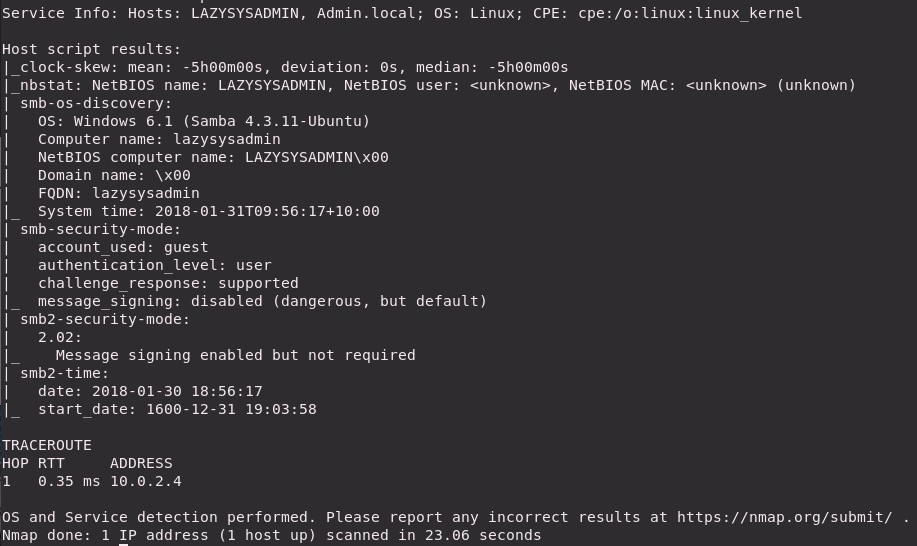 Service Info: Hosts: LAZYSYSADMIN, Admin.local; OS: Linux; CPE: cpe:/o:linux:linux_kernel
Host script results:
|_clock-skew: mean: -5h00m00s, deviation: 0s, median: -5h00m00s
|_nbstat: NetBIOS name: LAZYSYSADMIN, NetBIOS user: <unknown>, NetBIOS MAC: <unknown> (unknown)
| smb-os-discovery:
|   OS: Windows 6.1 (Samba 4.3.11-Ubuntu)
|   Computer name: lazysysadmin
|   NetBIOS computer name: LAZYSYSADMIN\x00
|   Domain name: \x00
|   FQDN: lazysysadmin
|_  System time: 2018-01-31T09:56:17+10:00
| smb-security-mode:
|   account_used: guest
|   authentication_level: user
|   challenge_response: supported
|_  message_signing: disabled (dangerous, but default)
| smb2-security-mode:
|   2.02:
|_    Message signing enabled but not required
| smb2-time:
|   date: 2018-01-30 18:56:17
|_  start_date: 1600-12-31 19:03:58
TRACEROUTE
HOP RTT     ADDRESS
1   0.35 ms 10.0.2.4
OS and Service detection performed. Please report any incorrect results at https://nmap.org/submit/ .
Nmap done: 1 IP address (1 host up) scanned in 23.06 seconds